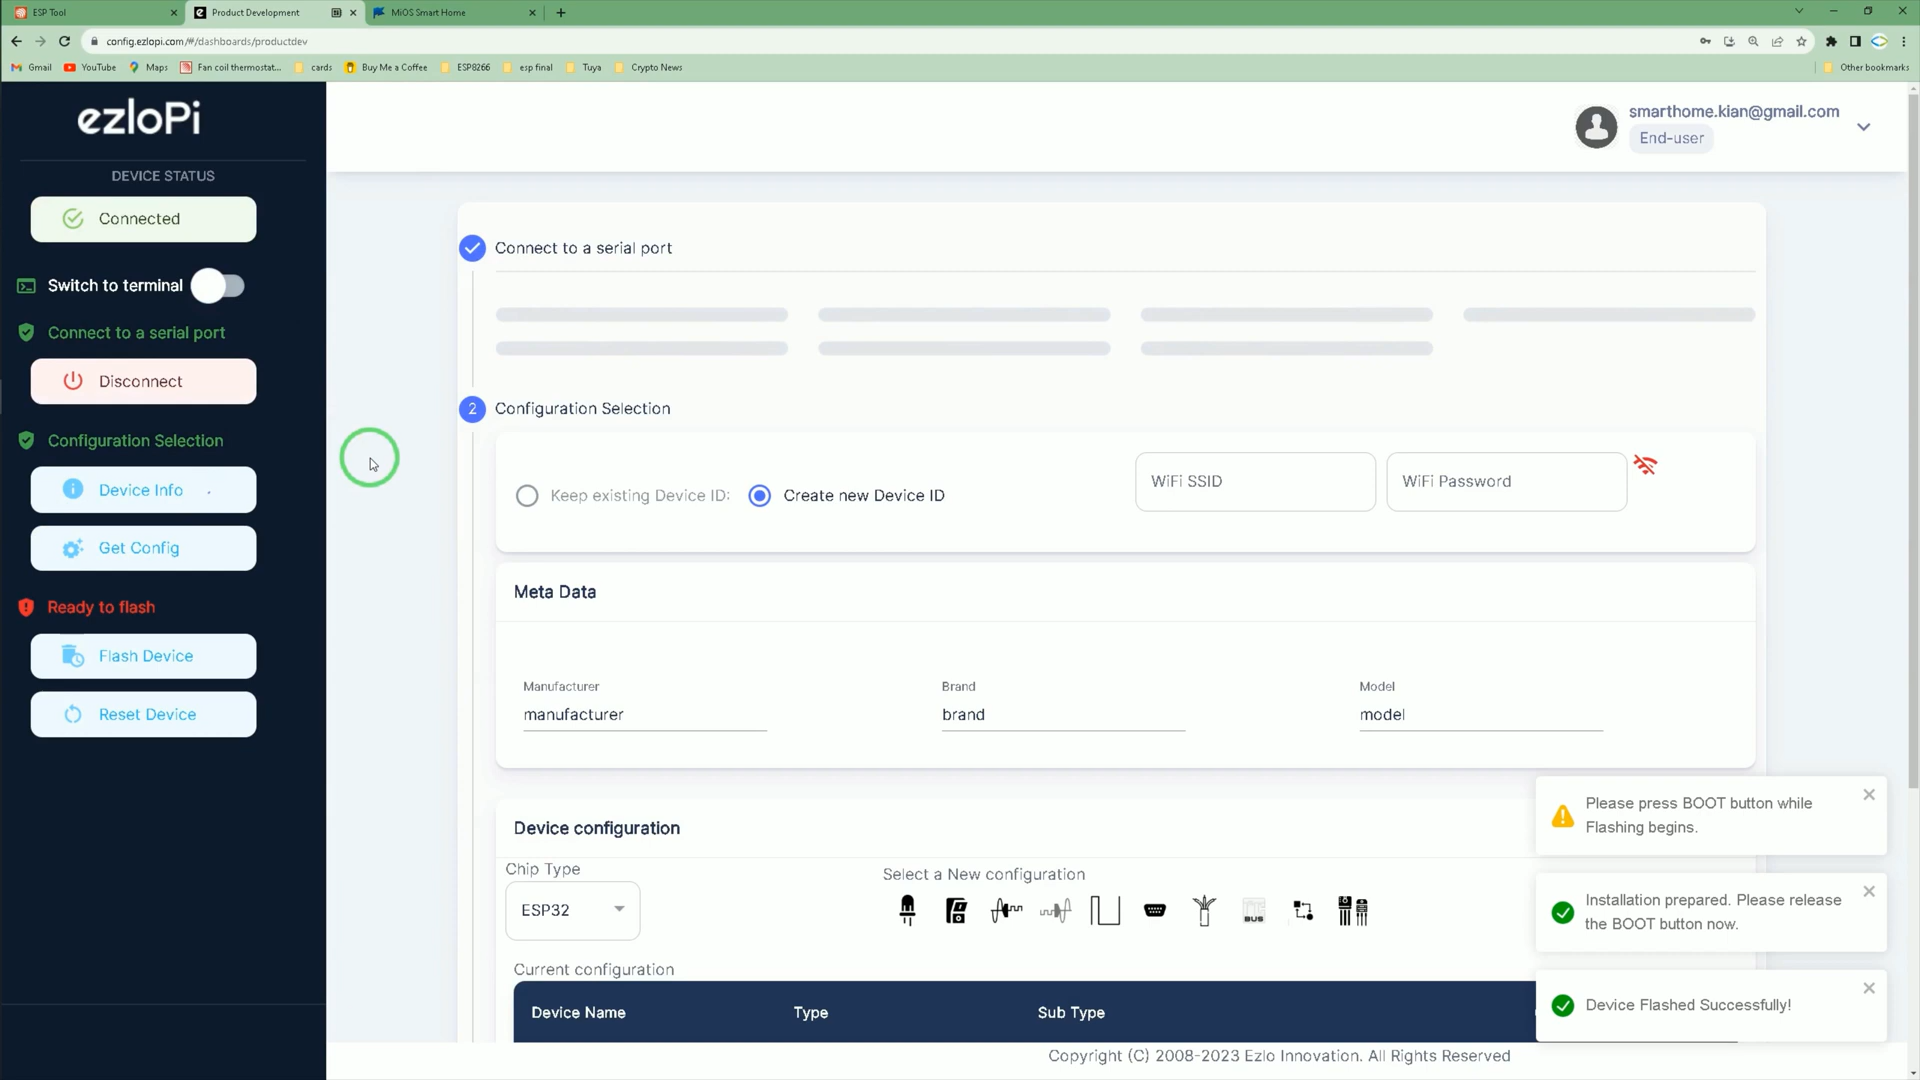 ESP Tool
Product Development
MiOS Smart Home
config.ezlopi.com/#/dashboards/productdev
Gmail
YouTube
Maps
Fan coil thermostat...
cards
Buy Me a Coffee
ESP8266
esp final
Tuya
Crypto News
Other bookmarks
ezloPi
DEVICE STATUS
Connected
Switch to terminal
Connect to a serial port
Disconnect
Configuration Selection
Device Info
Get Config
Ready to flash
Flash Device
Reset Device
smarthome.kian@gmail.com
End-user
Connect to a serial port
2
Configuration Selection
Keep existing Device ID:
Create new Device ID
WiFi SSID
WiFi Password
Meta Data
Manufacturer
manufacturer
Brand
brand
Model
model
Device configuration
Chip Type
ESP32
Select a New configuration
BUS
Current configuration
Device Name
Type
Sub Type
Please press BOOT button while
Flashing begins.
Installation prepared. Please release
the BOOT button now.
Device Flashed Successfully!
Copyright (C) 2008-2023 Ezlo Innovation. All Rights Reserved